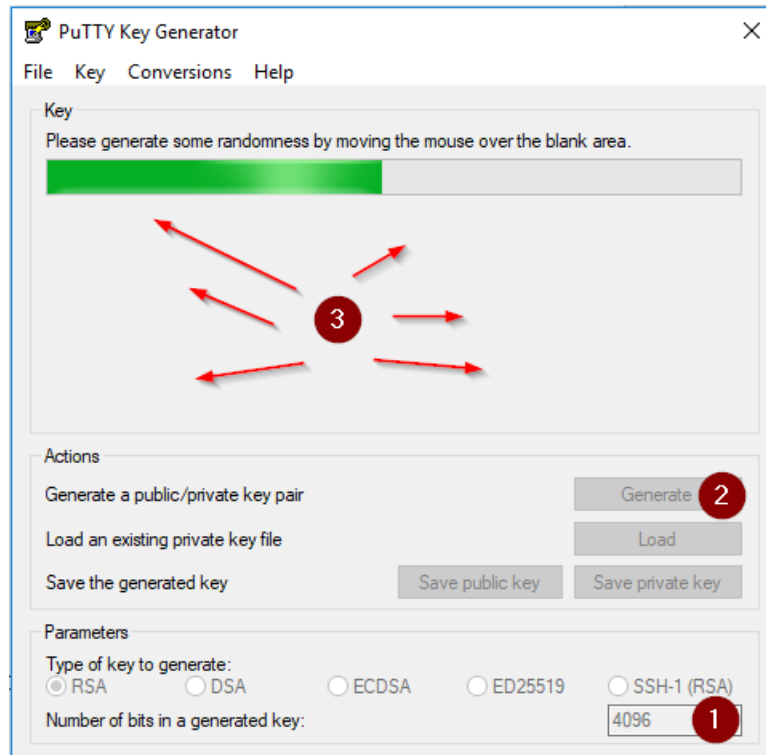 PuTTY Key Generator
File Key Conversions Help
Key
Please generate some randomness by moving the mouse over the blank area.
3
Actions
Generate a public/private key pair Generate 2
Load an existing private key file Load
Save the generated key Save public key Save private key
Parameters
Type of key to generate:
RSA DSA ECDSA ED25519 SSH-1 (RSA)
Number of bits in a generated key: 4096 1